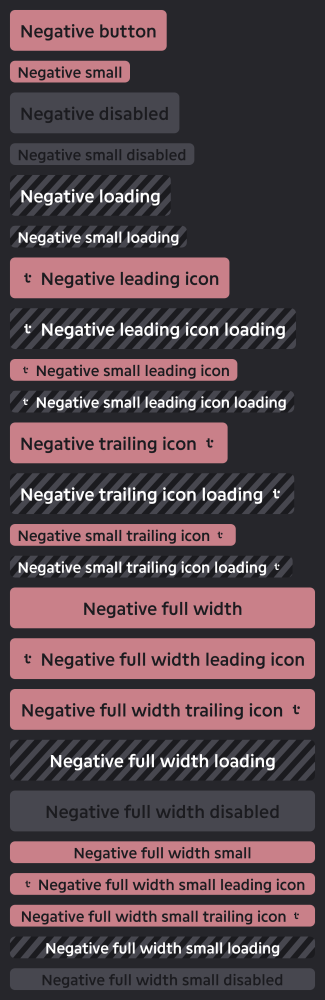 Negative button
Negative small
Negative disabled
Negative small disabled
Negative loading
Negative small loading
Negative leading icon
Negative leading icon loading
Negative small leading icon
Negative small leading icon loading
Negative trailing icon
Negative trailing icon loading
Negative small trailing icon
Negative small trailing icon loading
Negative full width
Negative full width leading icon
Negative full width trailing icon
Negative full width loading
Negative full width disabled
Negative full width small
Negative full width small leading icon
Negative full width small trailing icon
Negative full width small loading
Negative full width small disabled